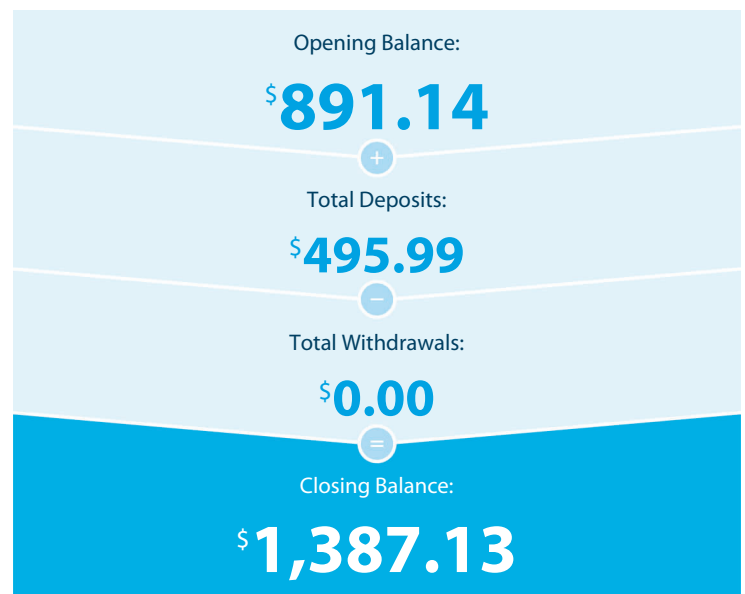 Opening Balance:
$891.14
+
Total Deposits:
$495.99
−
Total Withdrawals:
$0.00
=
Closing Balance:
$1,387.13